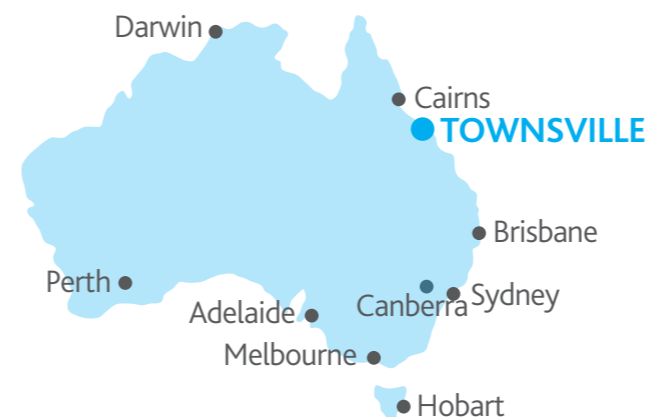 Darwin
Cairns
TOWNSVILLE
Brisbane
Perth
Canberra
Sydney
Adelaide
Melbourne
Hobart